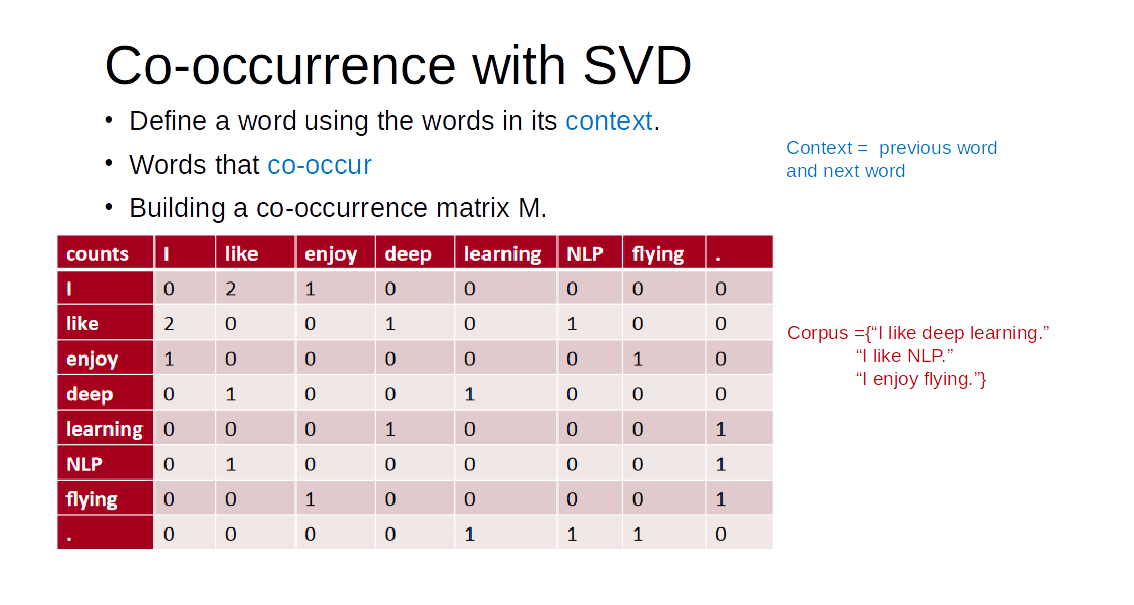 Co-occurrence with SVD
• Define a word using the words in its context.
• Words that co-occur
• Building a co-occurrence matrix M.
Context = previous word
and next word
counts I like enjoy deep learning NLP flying .
I 0 2 1 0 0 0 0 0
like 2 0 0 1 0 1 0 0
enjoy 1 0 0 0 0 0 1 0
deep 0 1 0 0 1 0 0 0
learning 0 0 0 1 0 0 0 1
NLP 0 1 0 0 0 0 0 1
flying 0 0 1 0 0 0 0 1
. 0 0 0 0 1 1 1 0
Corpus ={“I like deep learning.”
“I like NLP.”
“I enjoy flying.”}